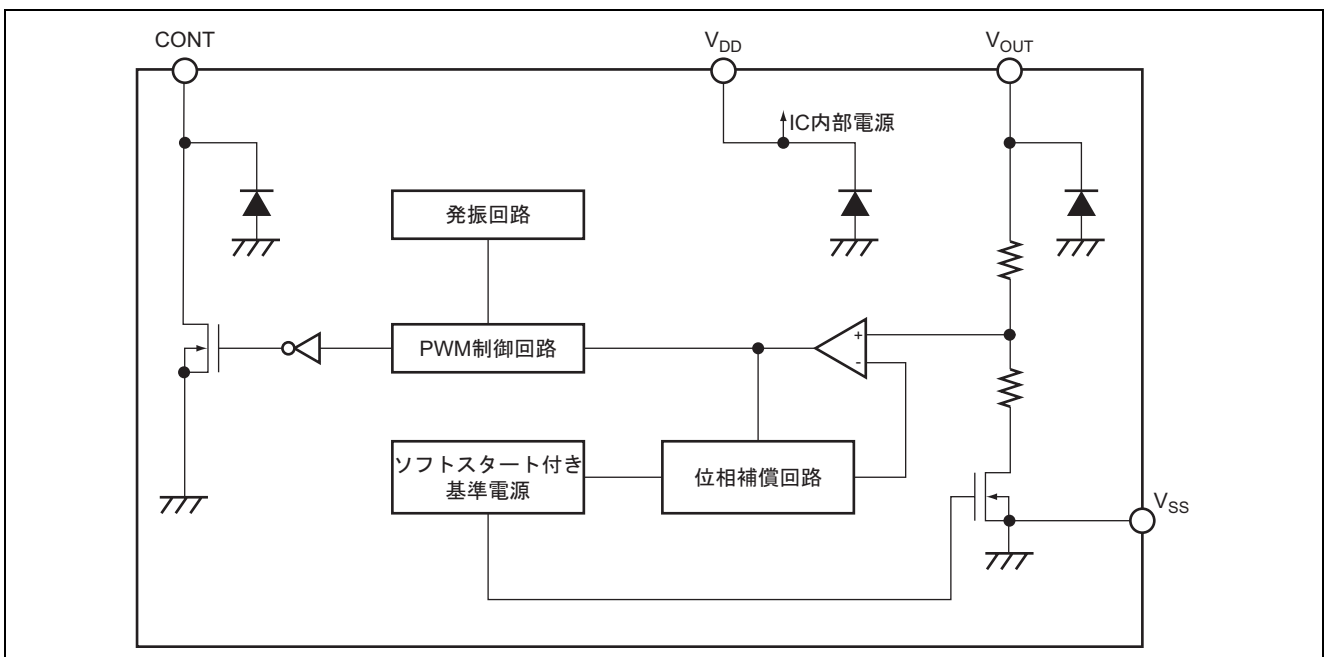 CONT
VDD
VOUT
IC内部電源
発振回路
PWM制御回路
+
-
ソフトスタート付き
基準電源
位相補償回路
VSS